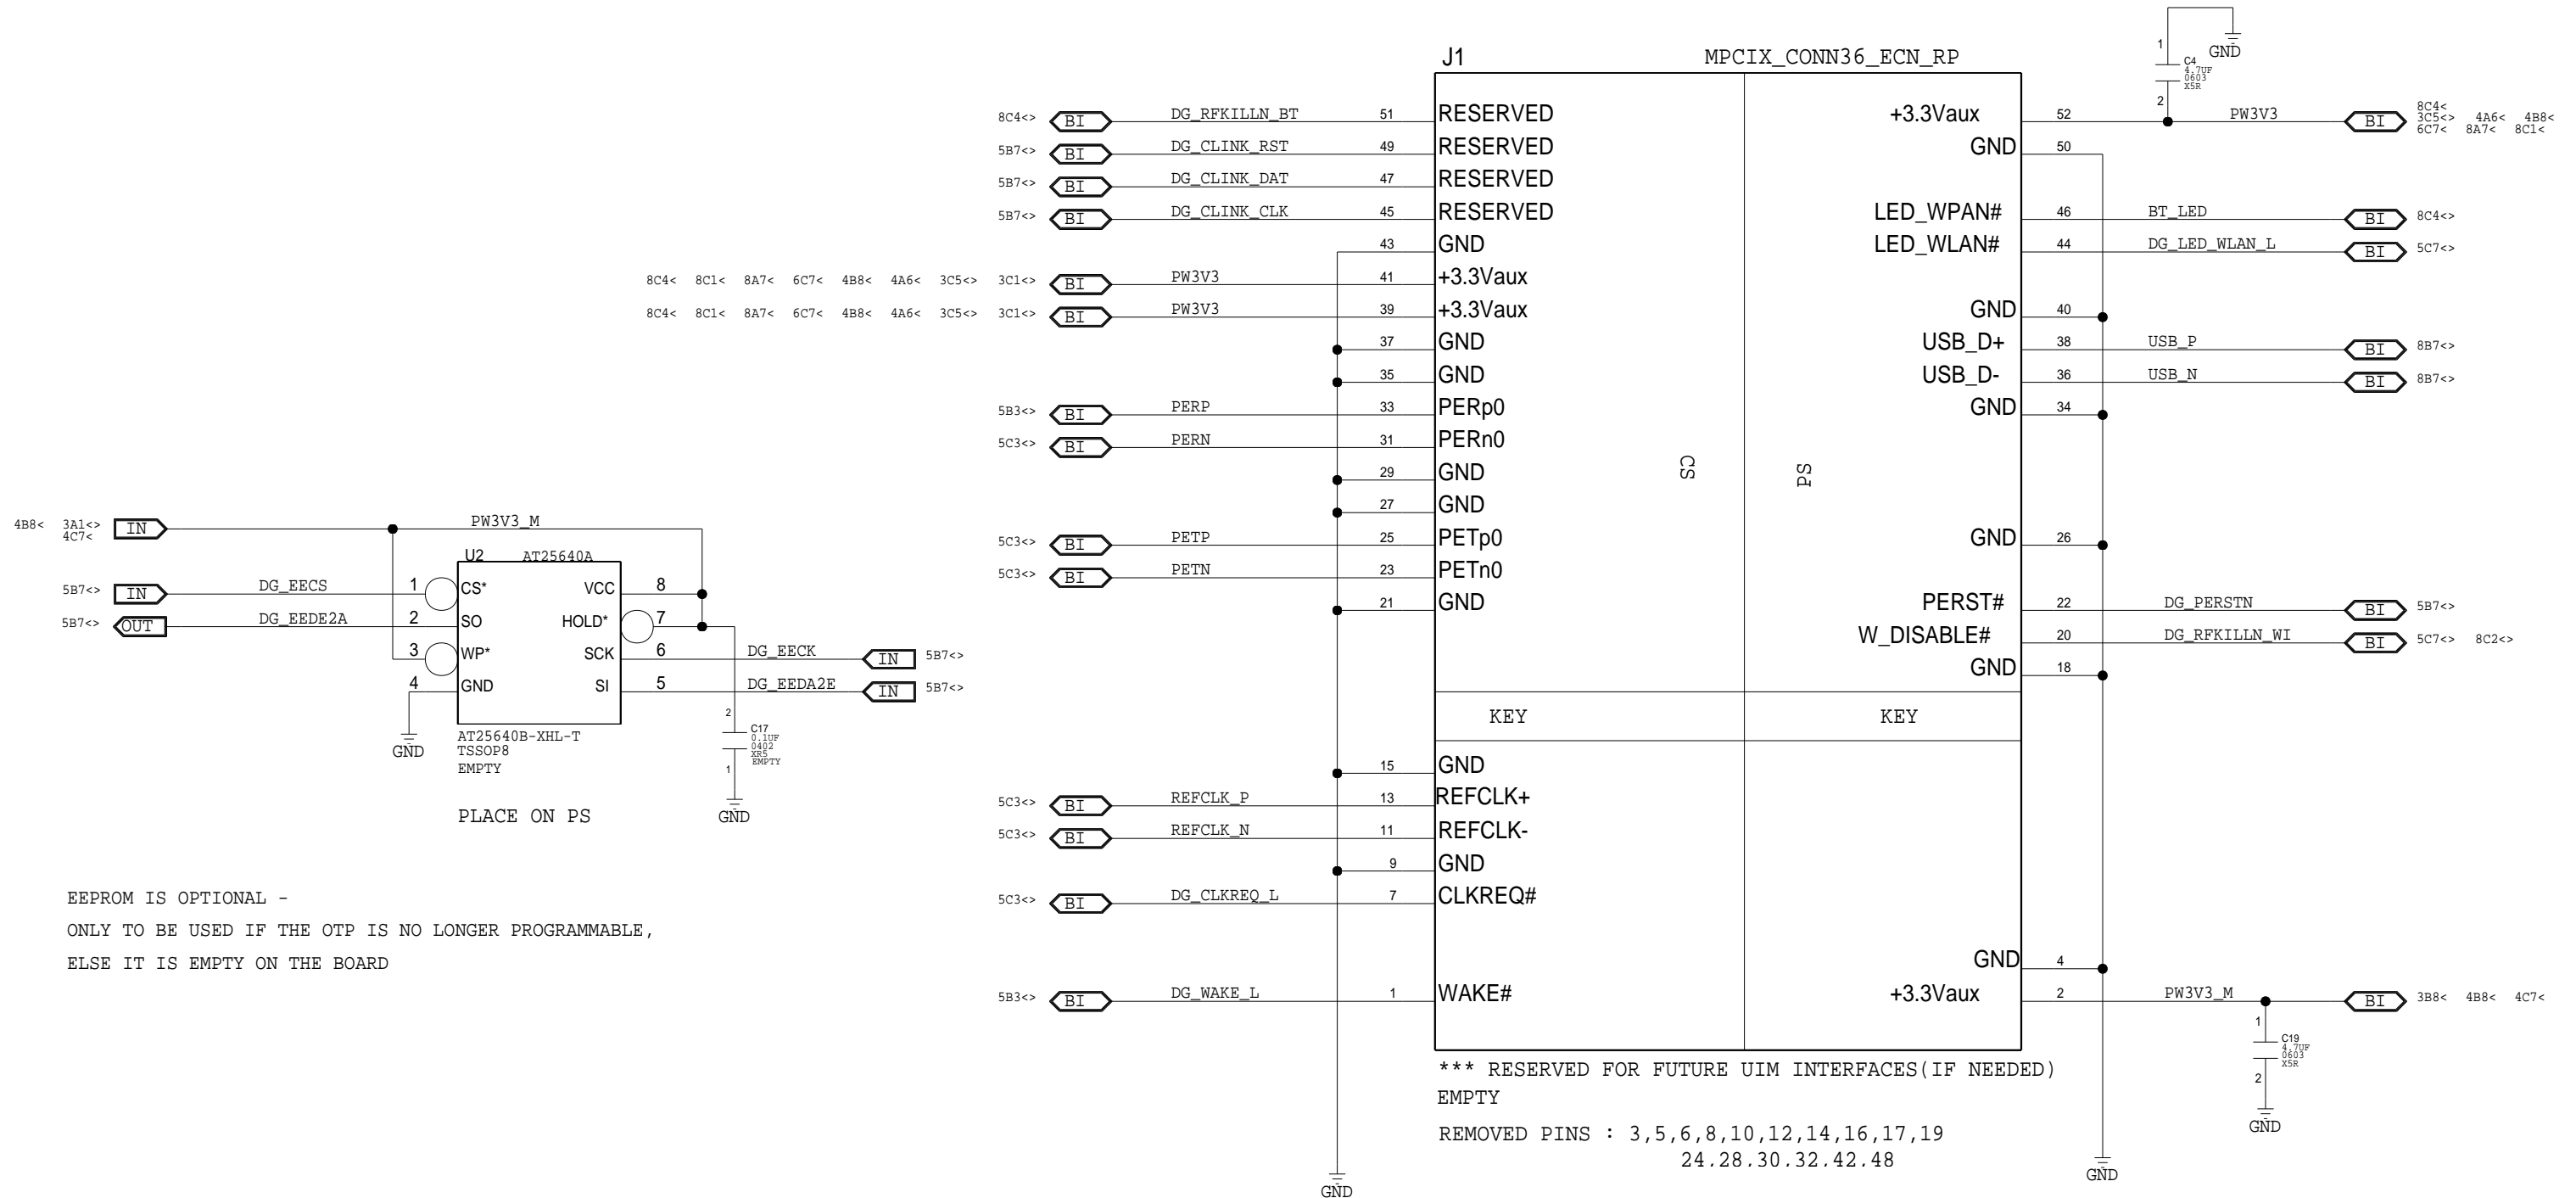 J1 MPCIX_CONN36_ECN_RP
1 GND
C4
4.7UF
0603
X5R
2
8C4<> BI DG_RFKILLN_BT 51 RESERVED
5B7<> BI DG_CLINK_RST 49 RESERVED
5B7<> BI DG_CLINK_DAT 47 RESERVED
5B7<> BI DG_CLINK_CLK 45 RESERVED
43 GND
8C4< 8C1< 8A7< 6C7< 4B8< 4A6< 3C5<> 3C1<> BI PW3V3 41 +3.3Vaux
8C4< 8C1< 8A7< 6C7< 4B8< 4A6< 3C5<> 3C1<> BI PW3V3 39 +3.3Vaux
37 GND
35 GND
5B3<> BI PERP 33 PERp0
5C3<> BI PERN 31 PERn0
29 GND
27 GND
5C3<> BI PETP 25 PETp0
5C3<> BI PETN 23 PETn0
21 GND
KEY
15 GND
5C3<> BI REFCLK_P 13 REFCLK+
5C3<> BI REFCLK_N 11 REFCLK-
9 GND
5C3<> BI DG_CLKREQ_L 7 CLKREQ#
5B3<> BI DG_WAKE_L 1 WAKE#
GND
CS
PS
+3.3Vaux 52 PW3V3 BI
8C4<
3C5<> 4A6< 4B8<
6C7< 8A7< 8C1<
GND 50
LED_WPAN# 46 BT_LED BI 8C4<>
LED_WLAN# 44 DG_LED_WLAN_L BI 5C7<>
GND 40
USB_D+ 38 USB_P BI 8B7<>
USB_D- 36 USB_N BI 8B7<>
GND 34
GND 26
PERST# 22 DG_PERSTN BI 5B7<>
W_DISABLE# 20 DG_RFKILLN_WI BI 5C7<> 8C2<>
GND 18
KEY
GND 4
+3.3Vaux 2 PW3V3_M BI 3B8< 4B8< 4C7<
1
C19
4.7UF
0603
X5R
2
GND
GND
*** RESERVED FOR FUTURE UIM INTERFACES(IF NEEDED)
EMPTY
REMOVED PINS : 3,5,6,8,10,12,14,16,17,19
24.28.30.32.42.48
4B8< 3A1<> IN PW3V3_M
4C7<
U2 AT25640A
5B7<> IN DG_EECS 1 CS* VCC 8
5B7<> OUT DG_EEDE2A 2 SO HOLD* 7
3 WP* SCK 6 DG_EECK IN 5B7<>
4 GND SI 5 DG_EEDA2E IN 5B7<>
GND
AT25640B-XHL-T
TSSOP8
EMPTY
2
C17
0.1UF
0402
XR5
EMPTY
1
GND
PLACE ON PS
EEPROM IS OPTIONAL -
ONLY TO BE USED IF THE OTP IS NO LONGER PROGRAMMABLE,
ELSE IT IS EMPTY ON THE BOARD